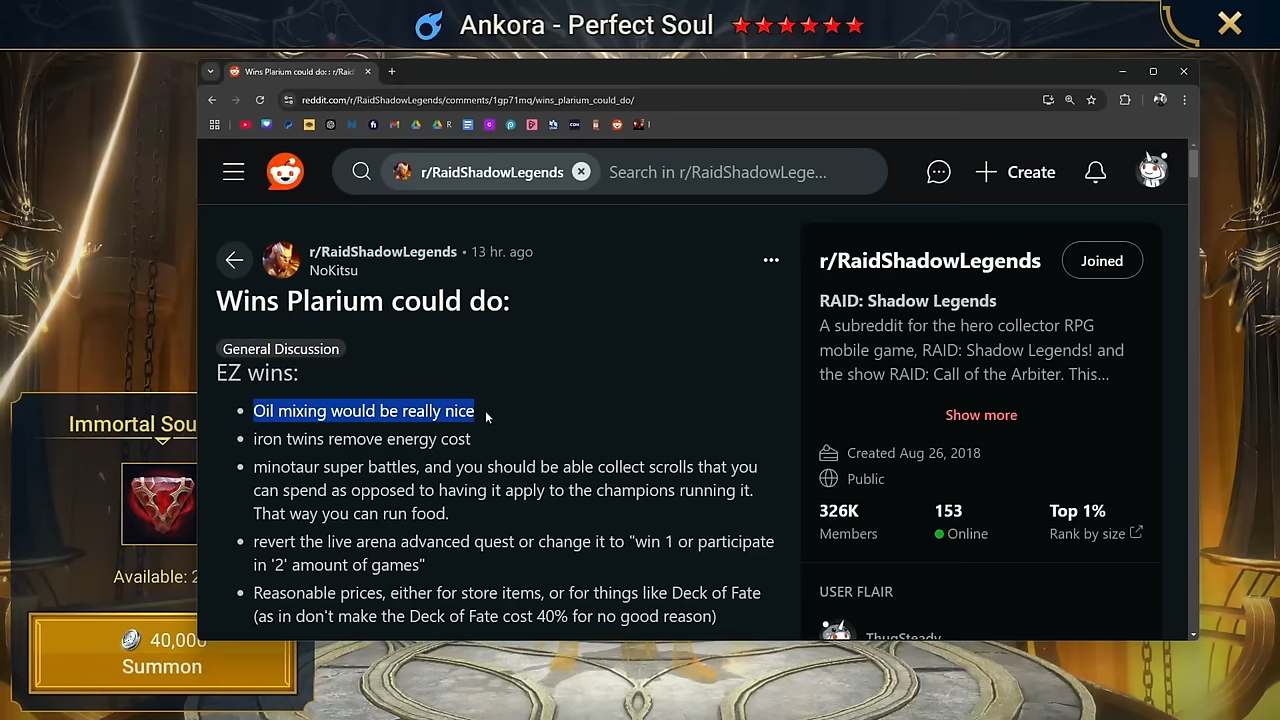 Ankora - Perfect Soul
Wins Plarium could do: : r/Raid
reddit.com/r/RaidShadowLegends/comments/1gp71mq/wins_plarium_could_do/
r/RaidShadowLegends
Search in r/RaidShadowLege...
Create
r/RaidShadowLegends • 13 hr. ago
NoKitsu
Wins Plarium could do:
General Discussion
EZ wins:
• Oil mixing would be really nice
• iron twins remove energy cost
• minotaur super battles, and you should be able collect scrolls that you
can spend as opposed to having it apply to the champions running it.
That way you can run food.
• revert the live arena advanced quest or change it to "win 1 or participate
in '2' amount of games"
• Reasonable prices, either for store items, or for things like Deck of Fate
(as in don't make the Deck of Fate cost 40% for no good reason)
r/RaidShadowLegends
Joined
RAID: Shadow Legends
A subreddit for the hero collector RPG
mobile game, RAID: Shadow Legends! and
the show RAID: Call of the Arbiter. This...
Show more
Created Aug 26, 2018
Public
326K
Members
153
Online
Top 1%
Rank by size
USER FLAIR
ThugSteady
Immortal Sou
Available: 2
40,000
Summon